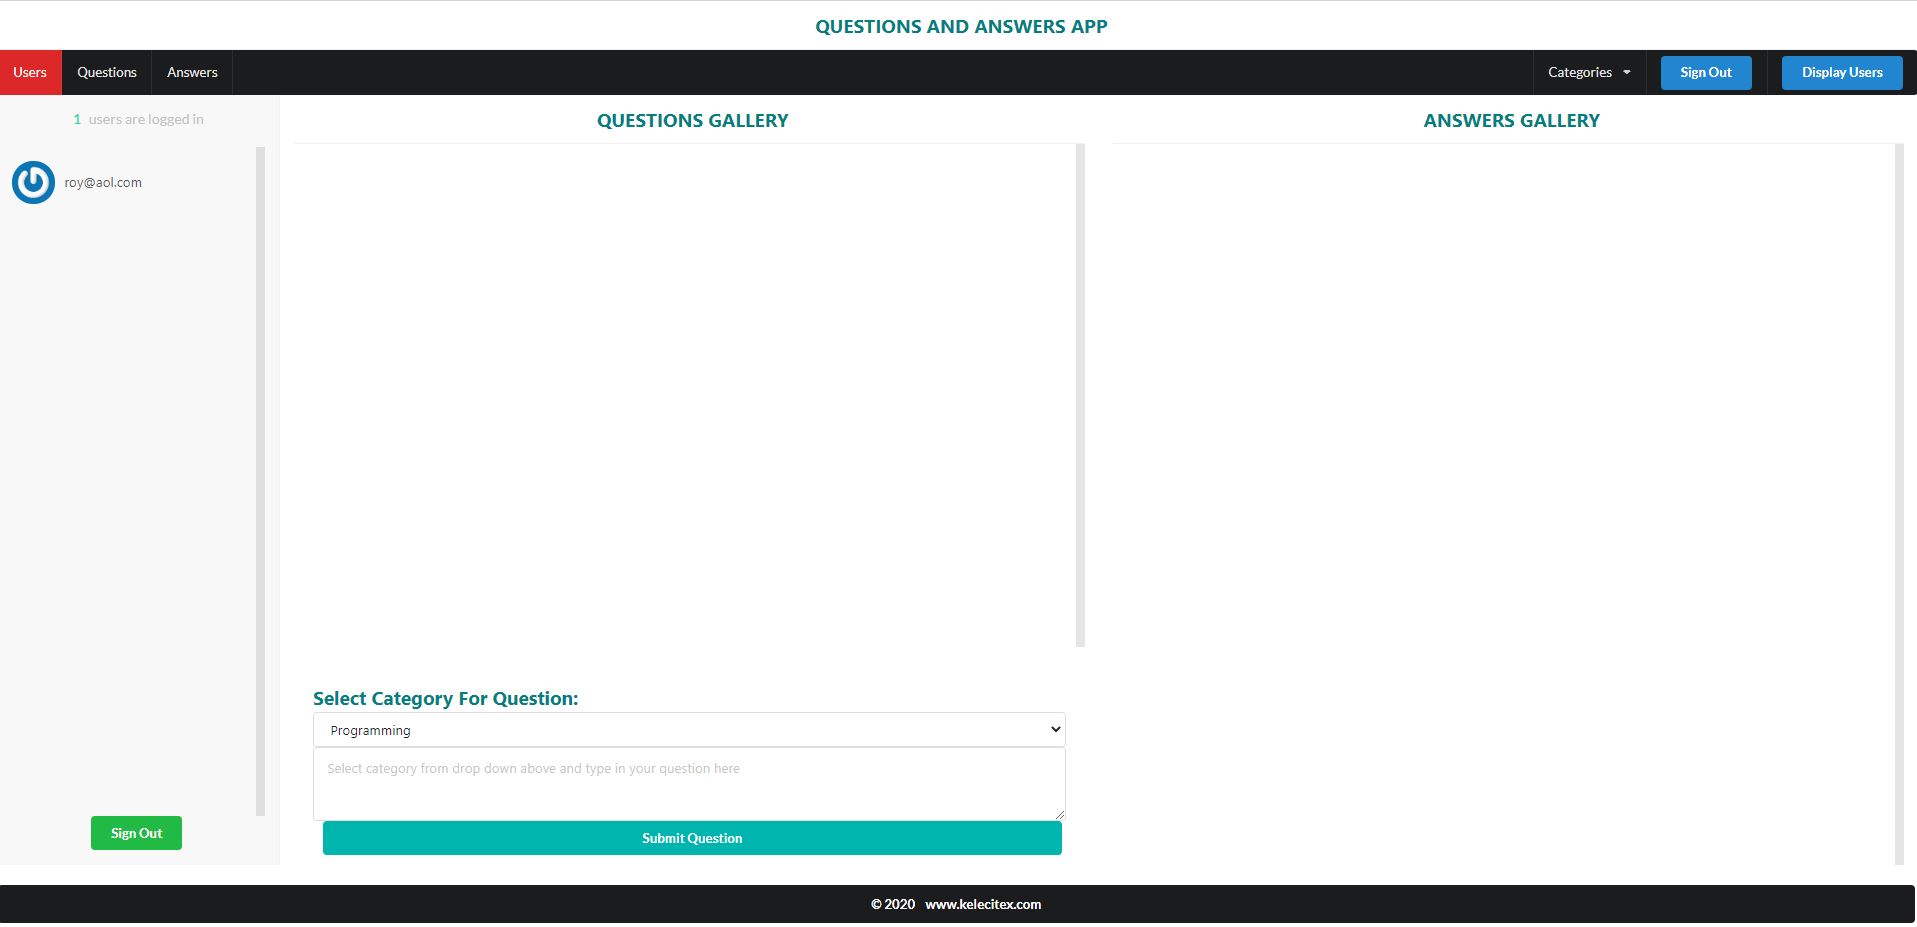 QUESTIONS AND ANSWERS APP
Users Questions Answers Categories Sign Out Display Users
1 users are logged in
roy@aol.com
Sign Out
QUESTIONS GALLERY
Select Category For Question:
Programming
Select category from drop down above and type in your question here
Submit Question
ANSWERS GALLERY
© 2020 www.kelecitex.com